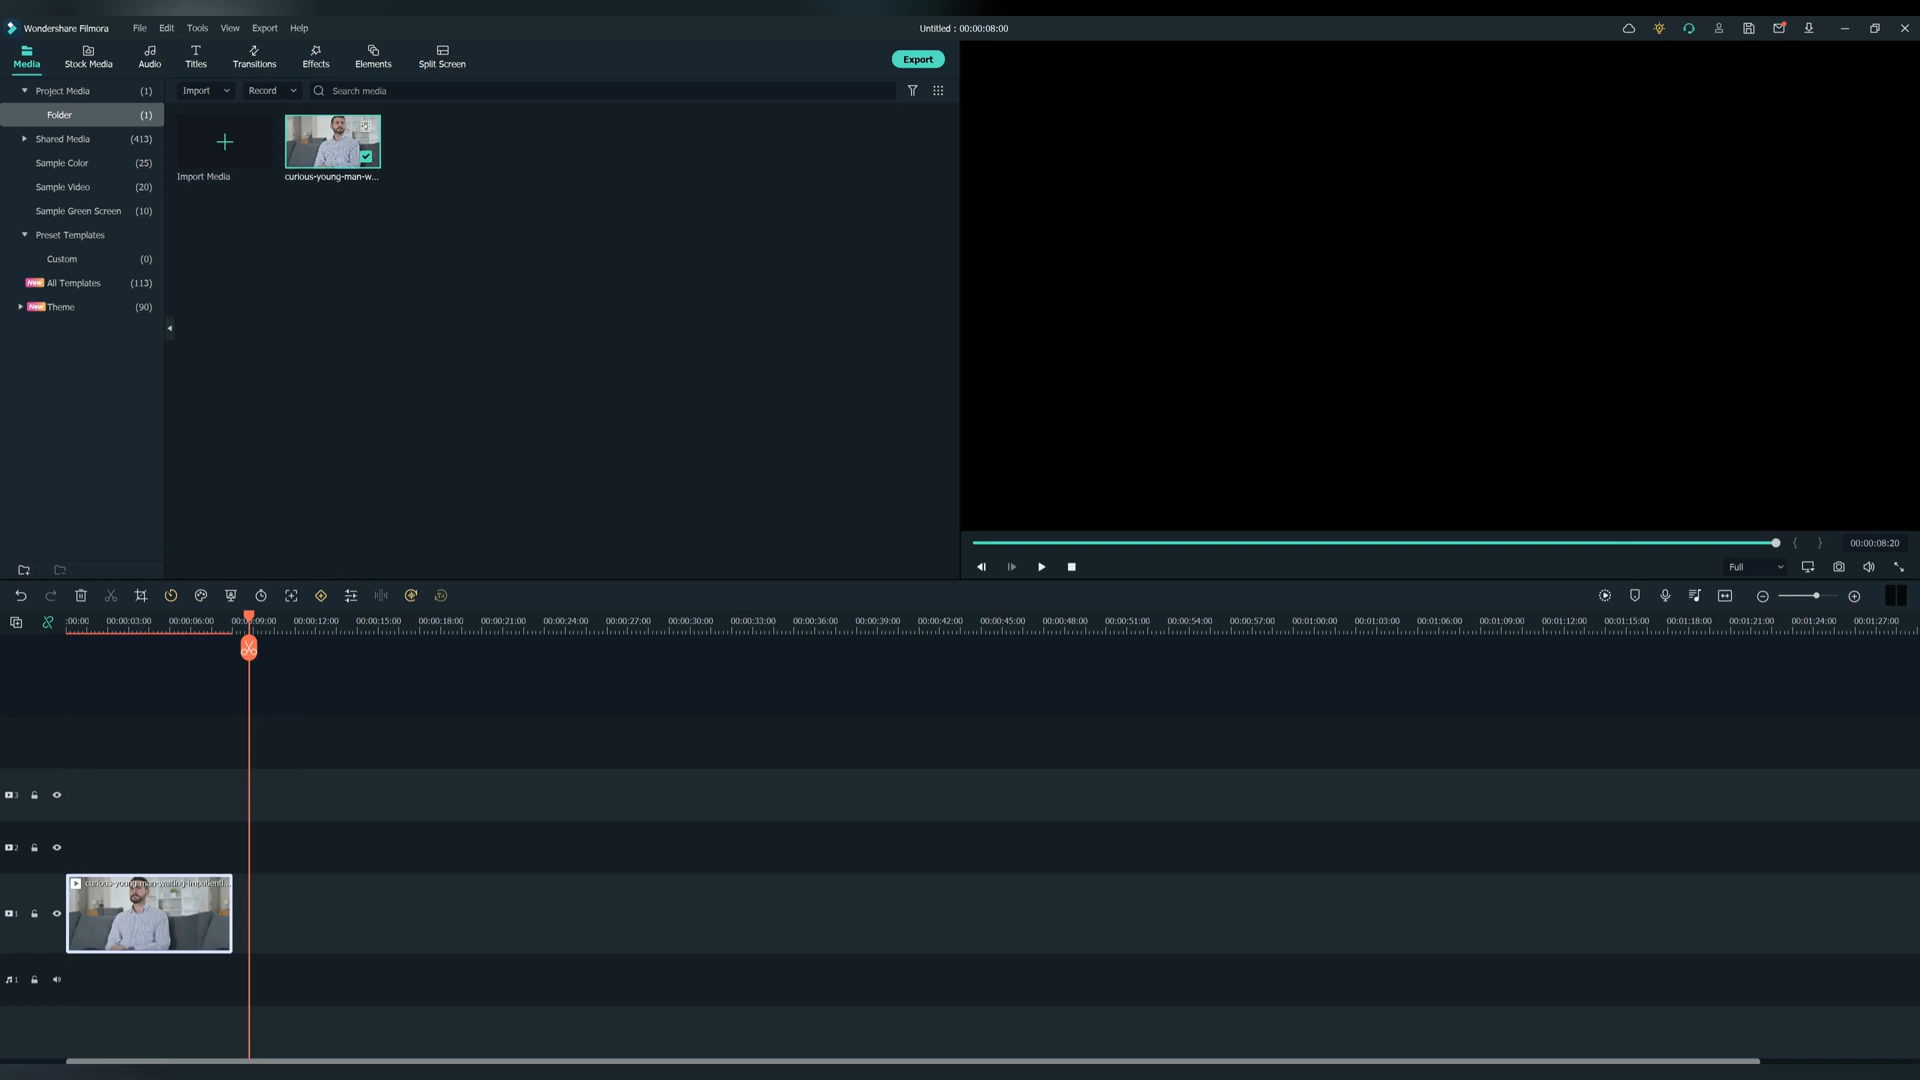 Wondershare Filmora File Edit Tools View Export Help
Untitled : 00:00:08:00
Media Stock Media Audio Titles Transitions Effects Elements Split Screen
Export
Project Media (1)
Folder (1)
Shared Media (413)
Sample Color (25)
Sample Video (20)
Sample Green Screen (10)
Preset Templates
Custom (0)
New All Templates (113)
New Theme (90)
Import Record Search media
Import Media
curious-young-man-w...
00:00:08:20
Full
:00:00 00:00:03:00 00:00:06:00 00:00:09:00 00:00:12:00 00:00:15:00 00:00:18:00 00:00:21:00 00:00:24:00 00:00:27:00 00:00:30:00 00:00:33:00 00:00:36:00 00:00:39:00 00:00:42:00 00:00:45:00 00:00:48:00 00:00:51:00 00:00:54:00 00:00:57:00 00:01:00:00 00:01:03:00 00:01:06:00 00:01:09:00 00:01:12:00 00:01:15:00 00:01:18:00 00:01:21:00 00:01:24:00 00:01:27:00
3
2
curious-young-man-waiting-impatientl...
1
1